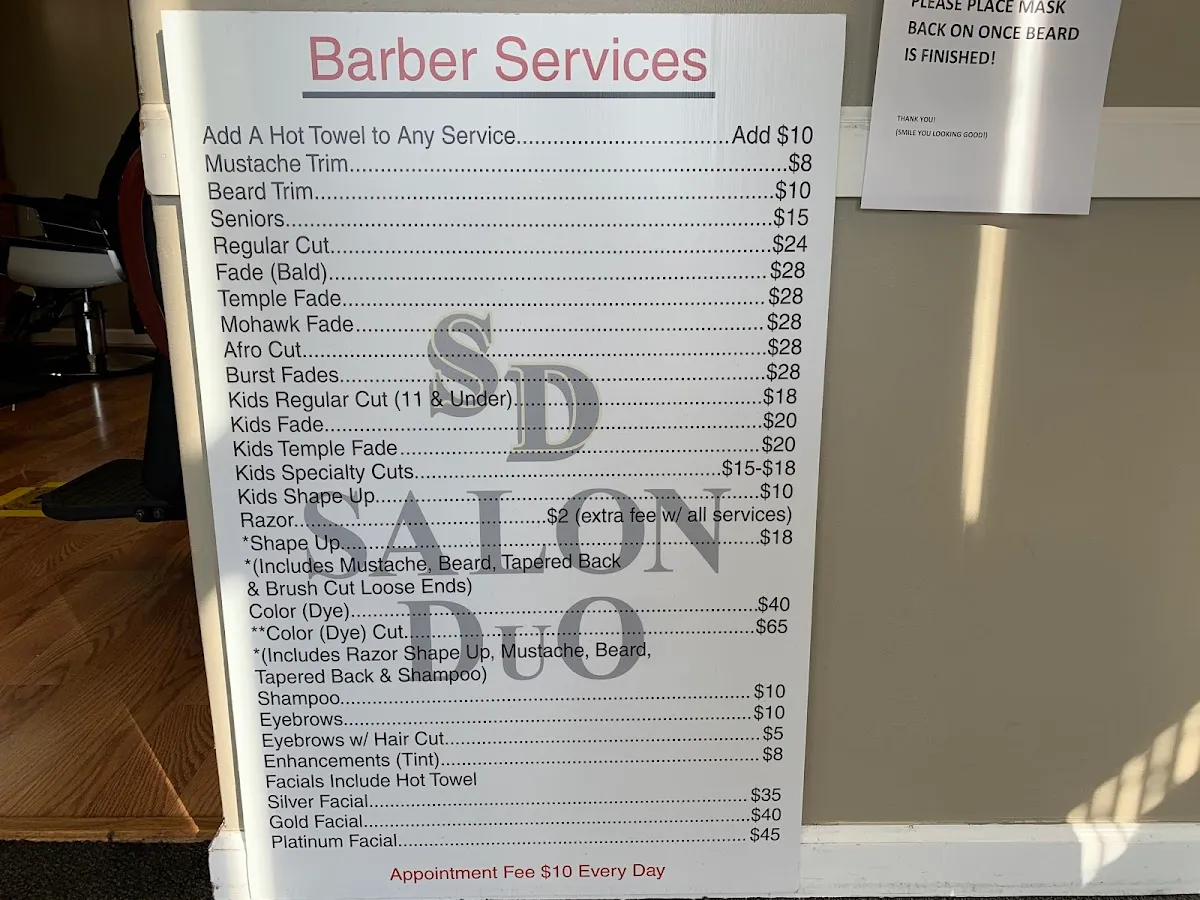 Barber Services
Add A Hot Towel to Any Service..............................Add $10
Mustache Trim..............................$8
Beard Trim..............................$10
Seniors..............................$15
Regular Cut..............................$24
Fade (Bald)..............................$28
Temple Fade..............................$28
Mohawk Fade..............................$28
Afro Cut..............................$28
Burst Fades..............................$28
Kids Regular Cut (11 & Under)..............................$18
Kids Fade..............................$20
Kids Temple Fade..............................$20
Kids Specialty Cuts..............................$15-$18
Kids Shape Up..............................$10
Razor..............................$2 (extra fee w/ all services)
*Shape Up..............................$18
*(Includes Mustache, Beard, Tapered Back
& Brush Cut Loose Ends)
Color (Dye)..............................$40
**Color (Dye) Cut..............................$65
*(Includes Razor Shape Up, Mustache, Beard,
Tapered Back & Shampoo)
Shampoo..............................$10
Eyebrows..............................$10
Eyebrows w/ Hair Cut..............................$5
Enhancements (Tint)..............................$8
Facials Include Hot Towel
Silver Facial..............................$35
Gold Facial..............................$40
Platinum Facial..............................$45
Appointment Fee $10 Every Day
SD
SALON
DUO
PLEASE PLACE MASK
BACK ON ONCE BEARD
IS FINISHED!
THANK YOU!
(SMILE YOU LOOKING GOOD!)